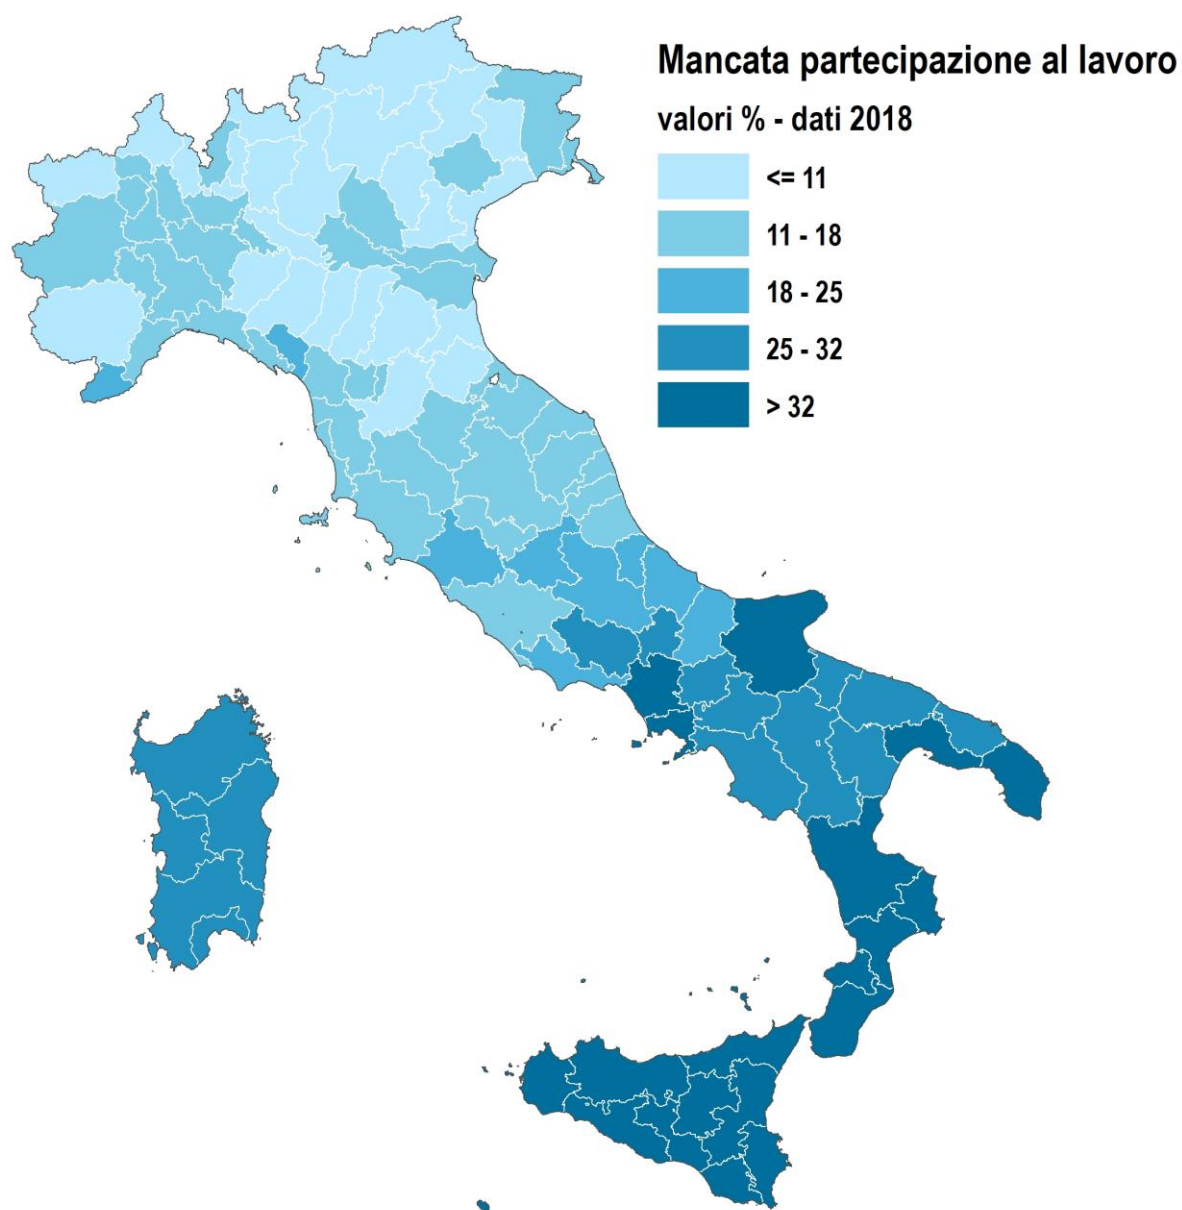 Mancata partecipazione al lavoro
valori % - dati 2018
<= 11
11 - 18
18 - 25
25 - 32
> 32